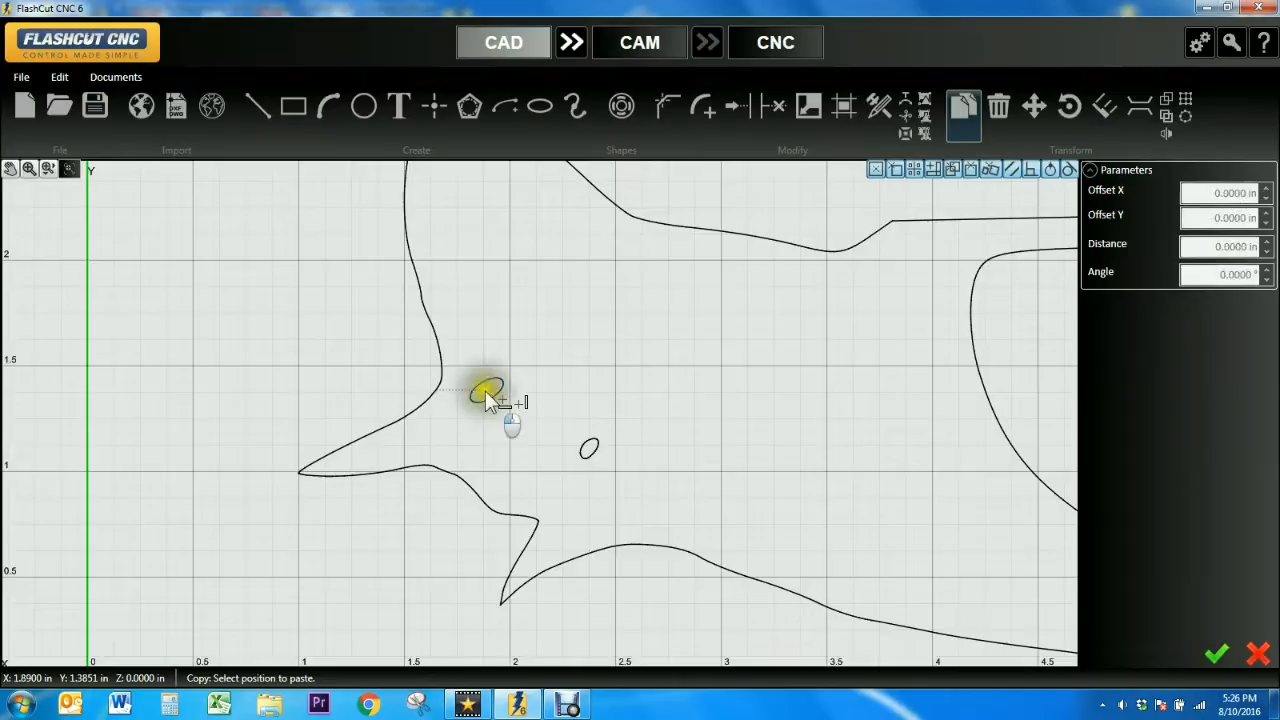 FlashCut CNC 6
FLASHCUT CNC
CONTROL MADE SIMPLE
CAD
CAM
CNC
File Edit Documents
File Import Create Shapes Modify Transform
Y
Parameters
Offset X 0.0000 in
Offset Y 0.0000 in
Distance 0.0000 in
Angle 0.0000 °
2
1.5
1
0.5
X 0 0.5 1 1.5 2 2.5 3 3.5 4 4.5
X: 1.8900 in Y: 1.3851 in Z: 0.0000 in Copy: Select position to paste.
5:26 PM
8/10/2016